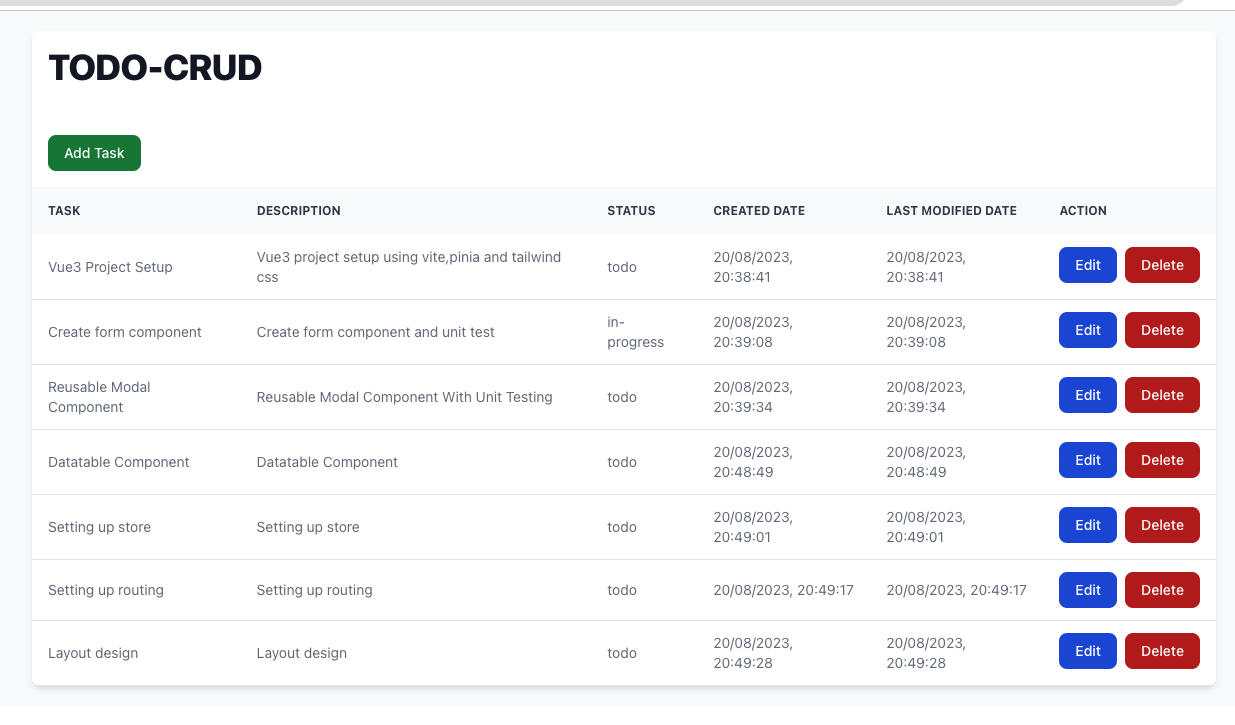 TODO-CRUD
Add Task
TASK DESCRIPTION STATUS CREATED DATE LAST MODIFIED DATE ACTION
Vue3 Project Setup
Vue3 project setup using vite,pinia and tailwind
css
todo
20/08/2023,
20:38:41
20/08/2023,
20:38:41
Edit Delete
Create form component
Create form component and unit test
in-
progress
20/08/2023,
20:39:08
20/08/2023,
20:39:08
Edit Delete
Reusable Modal
Component
Reusable Modal Component With Unit Testing
todo
20/08/2023,
20:39:34
20/08/2023,
20:39:34
Edit Delete
Datatable Component
Datatable Component
todo
20/08/2023,
20:48:49
20/08/2023,
20:48:49
Edit Delete
Setting up store
Setting up store
todo
20/08/2023,
20:49:01
20/08/2023,
20:49:01
Edit Delete
Setting up routing
Setting up routing
todo
20/08/2023, 20:49:17
20/08/2023, 20:49:17
Edit Delete
Layout design
Layout design
todo
20/08/2023,
20:49:28
20/08/2023,
20:49:28
Edit Delete